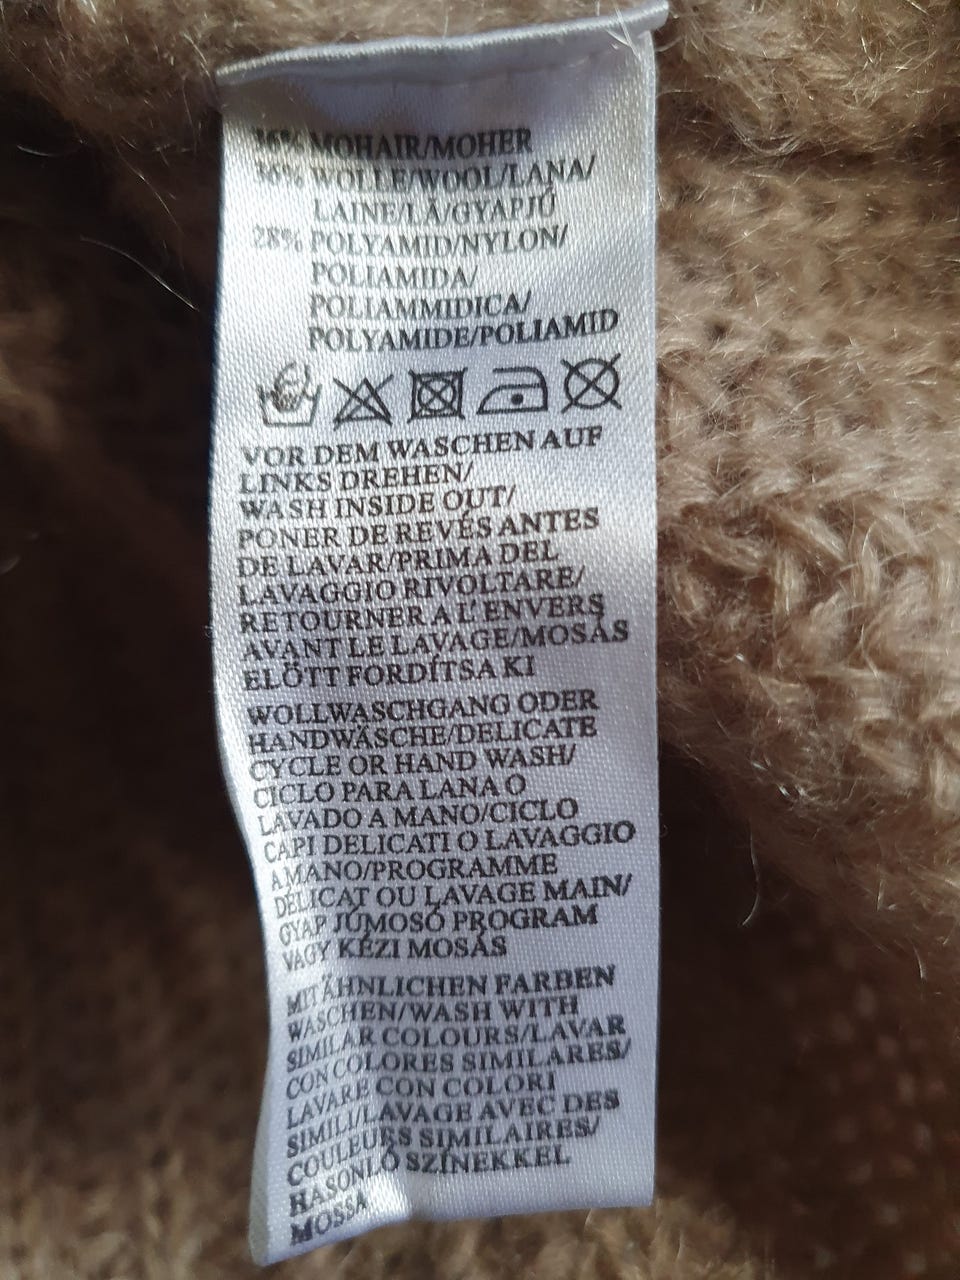 36% MOHAIR/MOHER
36% WOLLE/WOOL/LANA/
LAINE/LÃ/GYAPJÚ
28% POLYAMID/NYLON/
POLIAMIDA/
POLIAMMIDICA/
POLYAMIDE/POLIAMID
VOR DEM WASCHEN AUF
LINKS DREHEN/
WASH INSIDE OUT/
PONER DE REVÉS ANTES
DE LAVAR/PRIMA DEL
LAVAGGIO RIVOLTARE/
RETOURNER A L'ENVERS
AVANT LE LAVAGE/MOSÁS
ELÖTT FORDÍTSA KI
WOLLWASCHGANG ODER
HANDWÄSCHE/DELICATE
CYCLE OR HAND WASH/
CICLO PARA LANA O
LAVADO A MANO/CICLO
CAPI DELICATI O LAVAGGIO
AMANO/PROGRAMME
DÉLICAT OU LAVAGE MAIN/
GYAP JÚMOSÓ PROGRAM
VAGY KÉZI MOSÁS
MIT ÄHNLICHEN FARBEN
WASCHEN/WASH WITH
SIMILAR COLOURS/LAVAR
CON COLORES SIMILARES/
LAVARE CON COLORI
SIMILI/LAVAGE AVEC DES
COULEURS SIMILAIRES/
HASONLÓ SZÍNEKKEL
MOSSA